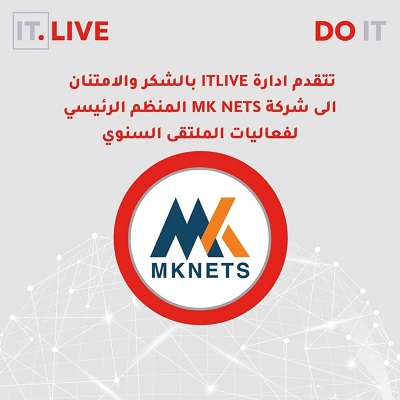 IT. LIVE
DO IT
تتقدم ادارة ITLIVE بالشكر والامتنان
الى شركة MK NETS المنظم الرئيسي
لفعاليات الملتقى السنوي
MK
MKNETS